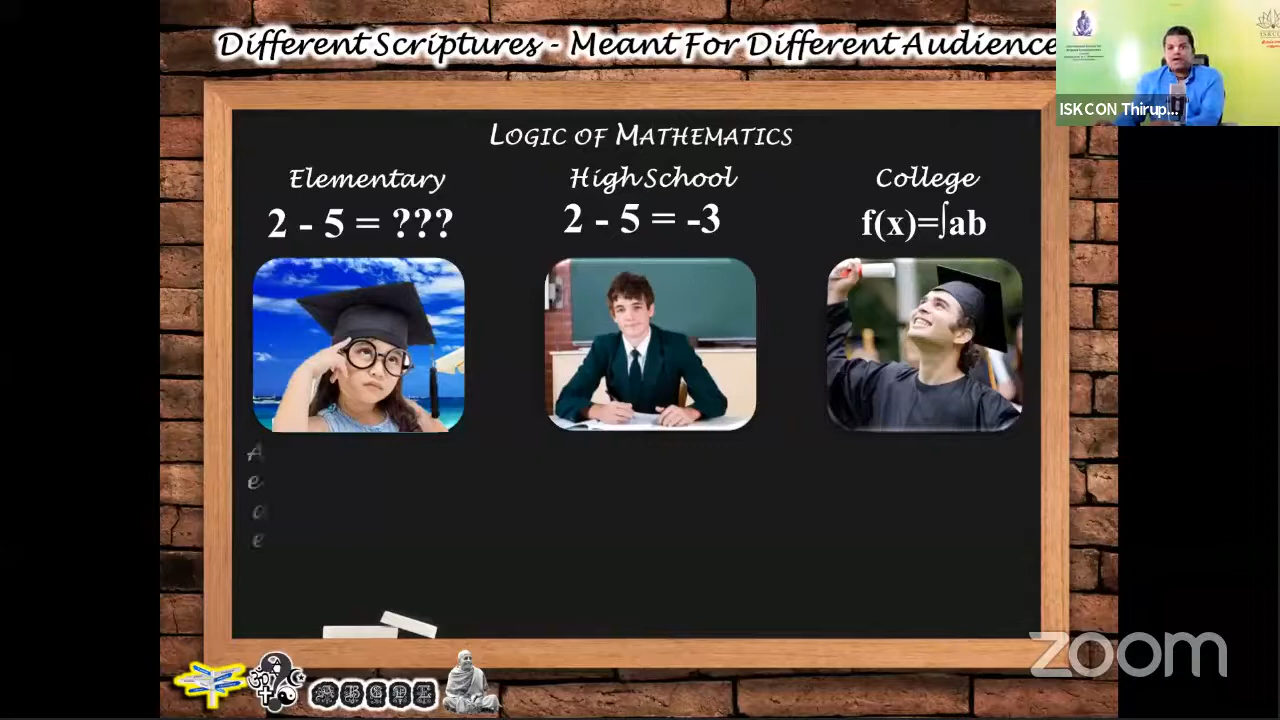 Different Scriptures - Meant For Different Audience
LOGIC OF MATHEMATICS
Elementary
High School
College
2 - 5 = ???
2 - 5 = -3
f(x)=∫ab
A
e
a
e
ABCDE
ISKCON Thirup...
zoom